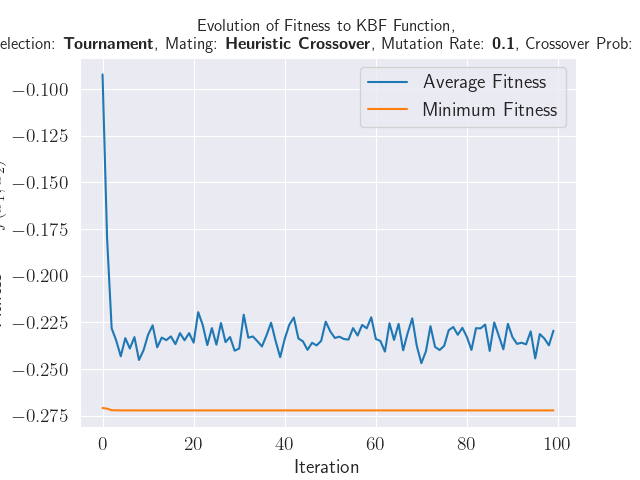 Evolution of Fitness to KBF Function,
election: Tournament, Mating: Heuristic Crossover, Mutation Rate: 0.1, Crossover Prob:
Average Fitness
Minimum Fitness
−0.100
−0.125
−0.150
−0.175
−0.200
−0.225
−0.250
−0.275
0 20 40 60 80 100
Iteration